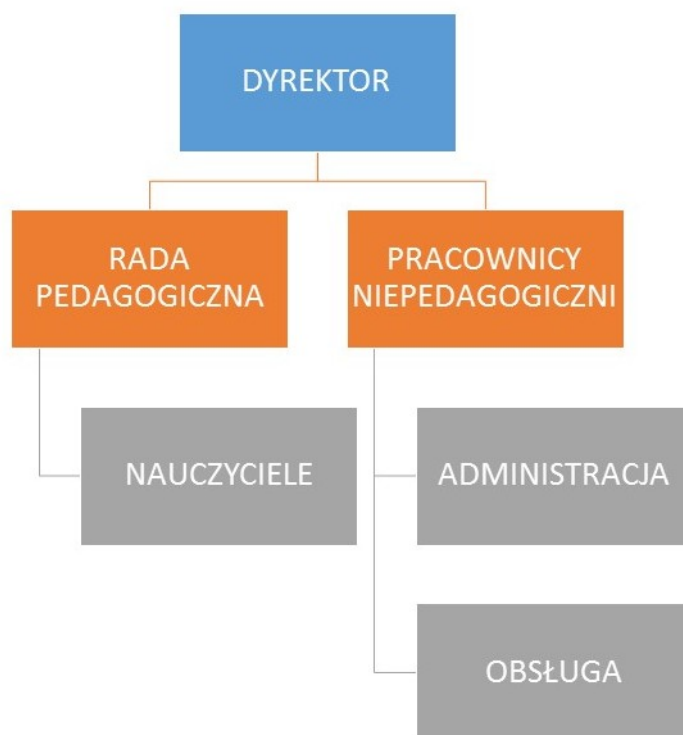 DYREKTOR
RADA
PEDAGOGICZNA
PRACOWNICY
NIEPEDAGOGICZNI
NAUCZYCIELE
ADMINISTRACJA
OBSŁUGA